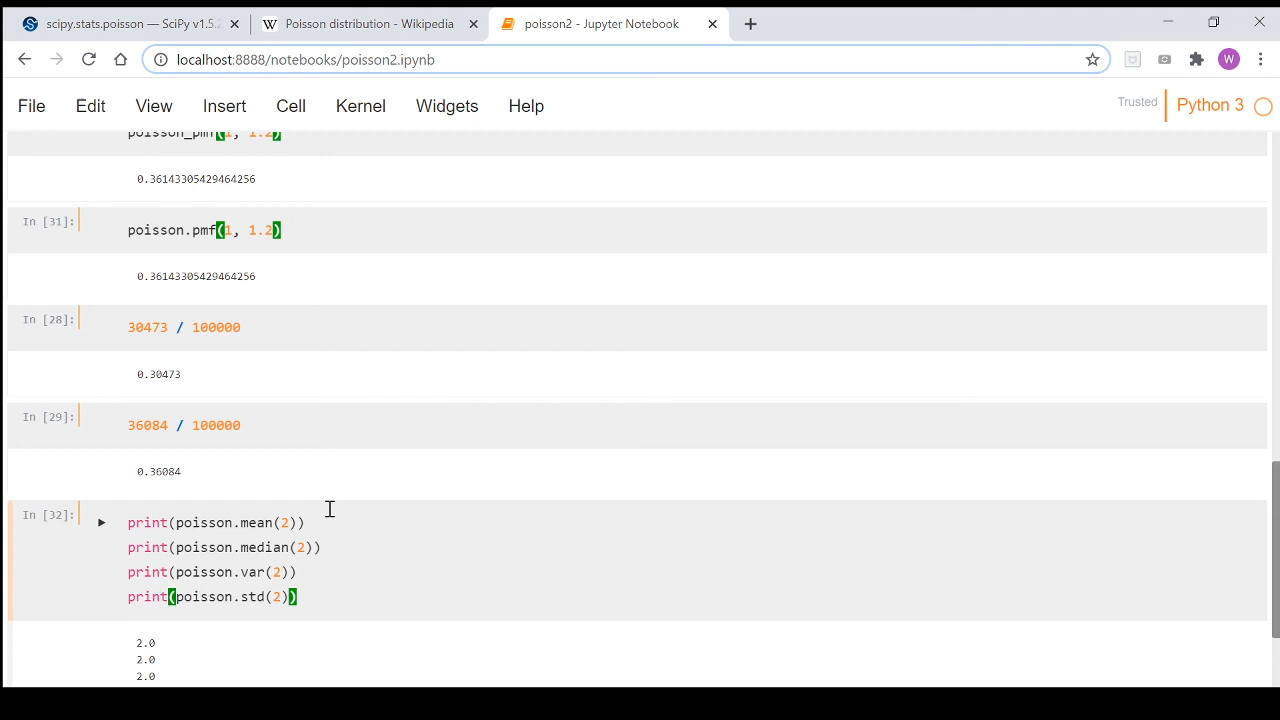 scipy.stats.poisson — SciPy v1.5.2
Poisson distribution - Wikipedia
poisson2 - Jupyter Notebook
localhost:8888/notebooks/poisson2.ipynb
W
File Edit View Insert Cell Kernel Widgets Help
Trusted
Python 3
poisson_pmf(1, 1.2)
0.36143305429464256
In [31]:
poisson.pmf(1, 1.2)
0.36143305429464256
In [28]:
30473 / 100000
0.30473
In [29]:
36084 / 100000
0.36084
In [32]:
print(poisson.mean(2))
print(poisson.median(2))
print(poisson.var(2))
print(poisson.std(2))
2.0
2.0
2.0